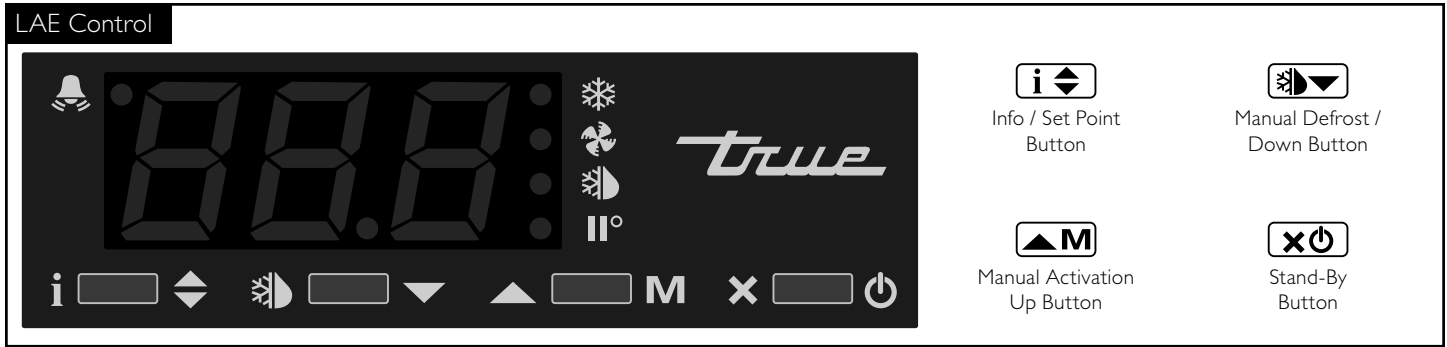 LAE Control
true
i
M
i
Info / Set Point
Button
Manual Defrost /
Down Button
M
Manual Activation
Up Button
Stand-By
Button